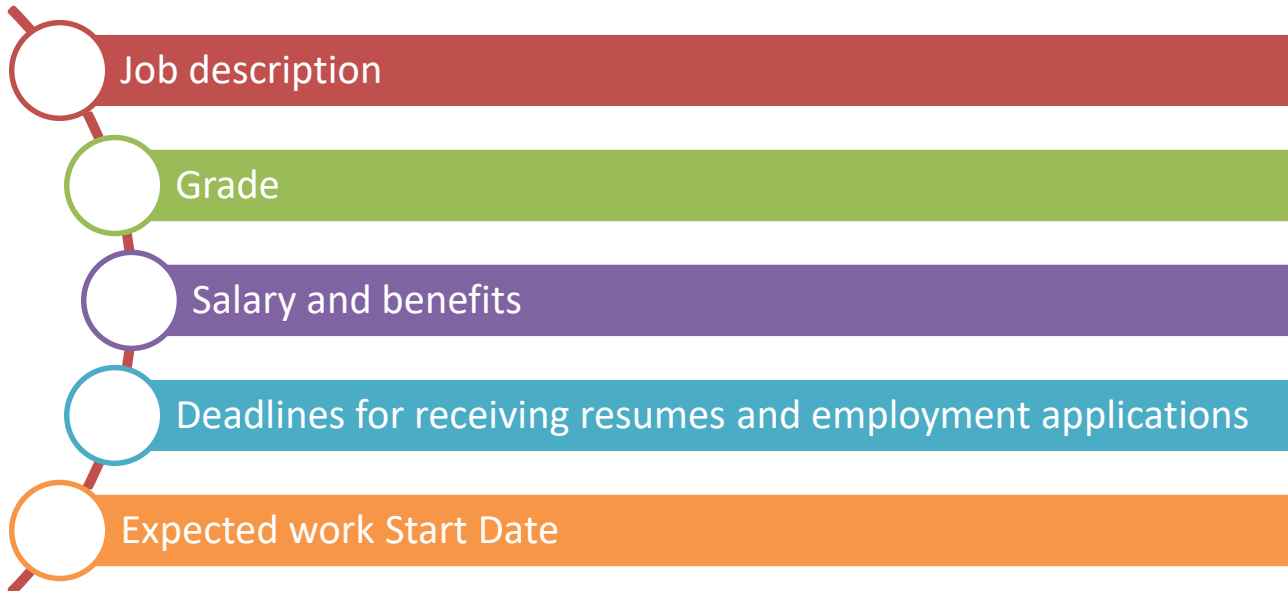 Job description
Grade
Salary and benefits
Deadlines for receiving resumes and employment applications
Expected work Start Date